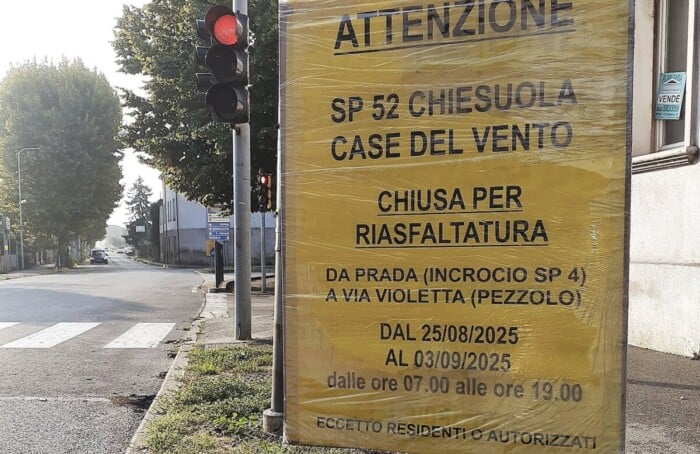 ATTENZIONE
SP 52 CHIESUOLA
CASE DEL VENTO
CHIUSA PER
RIASFALTATURA
DA PRADA (INCROCIO SP 4)
A VIA VIOLETTA (PEZZOLO)
DAL 25/08/2025
AL 03/09/2025
dalle ore 07.00 alle ore 19.00
ECCETTO RESIDENTI O AUTORIZZATI
VENDE